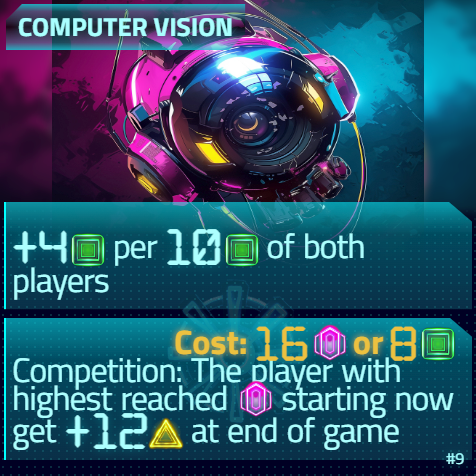 COMPUTER VISION
+4 per 10 of both
players
Cost: 16 or 8
Competition: The player with
highest reached starting now
get +12 at end of game
#9